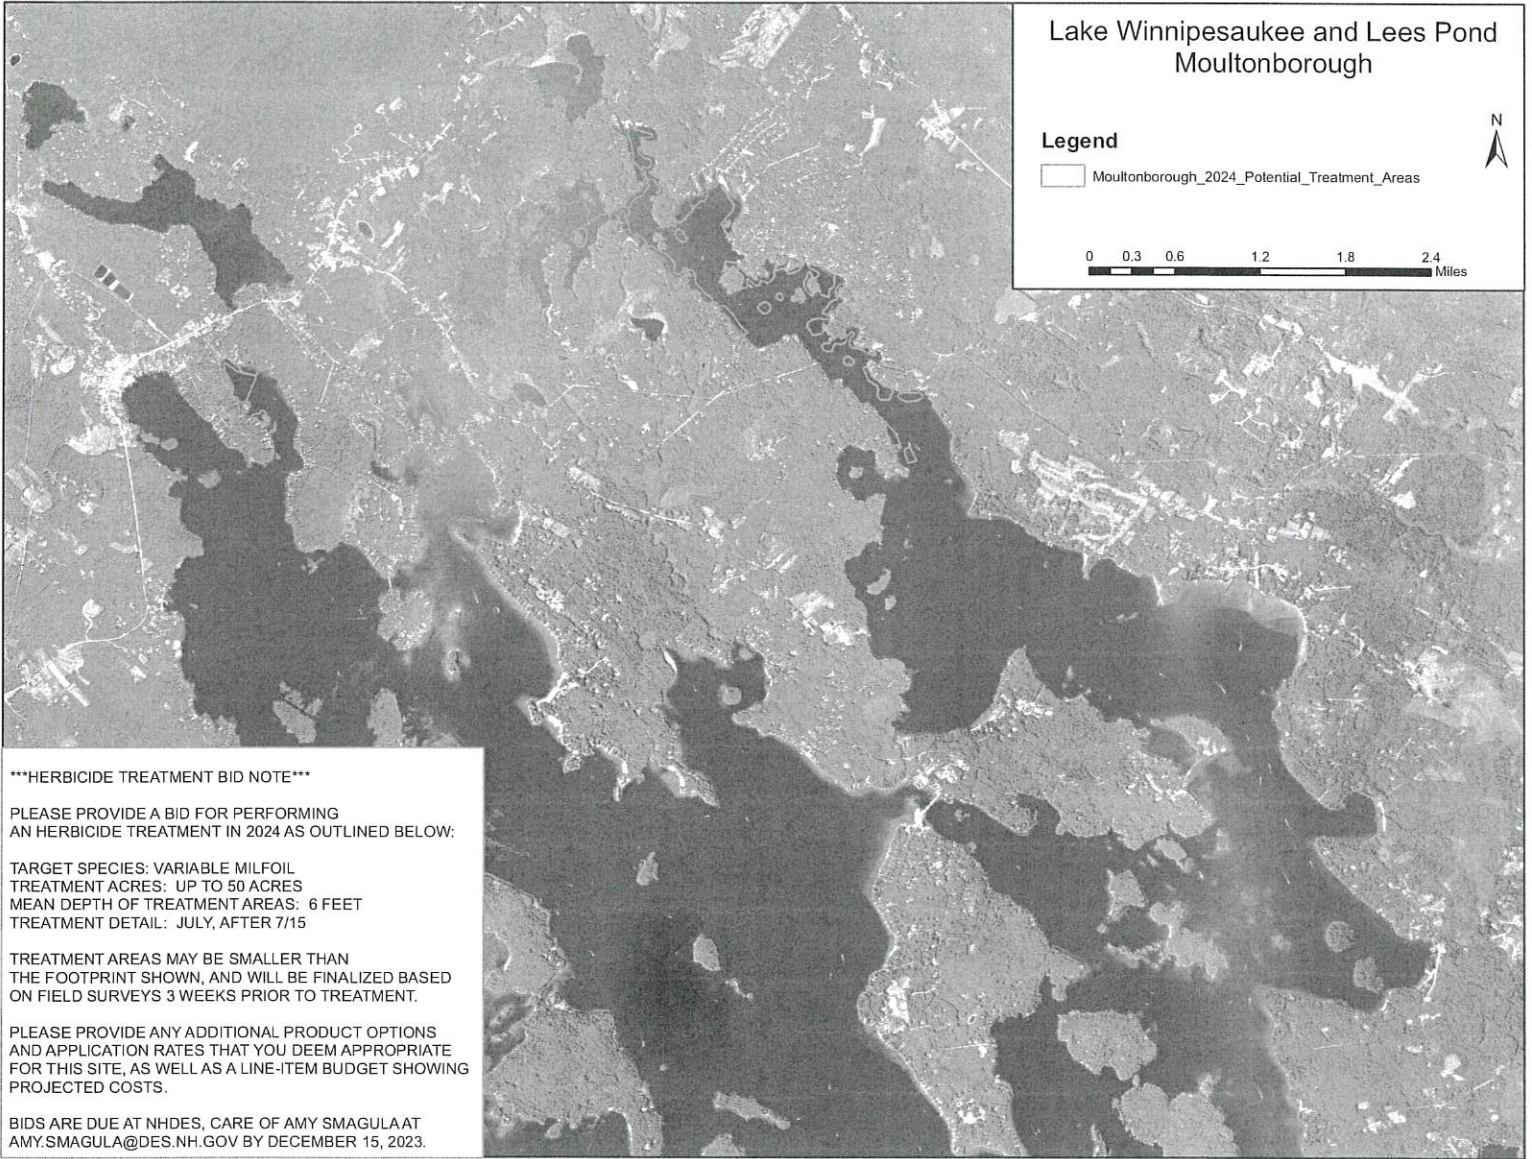 Lake Winnipesaukee and Lees Pond
Moultonborough
N
Legend
Moultonborough_2024_Potential_Treatment_Areas
0 0.3 0.6 1.2 1.8 2.4
Miles
***HERBICIDE TREATMENT BID NOTE***
PLEASE PROVIDE A BID FOR PERFORMING
AN HERBICIDE TREATMENT IN 2024 AS OUTLINED BELOW:
TARGET SPECIES: VARIABLE MILFOIL
TREATMENT ACRES: UP TO 50 ACRES
MEAN DEPTH OF TREATMENT AREAS: 6 FEET
TREATMENT DETAIL: JULY, AFTER 7/15
TREATMENT AREAS MAY BE SMALLER THAN
THE FOOTPRINT SHOWN, AND WILL BE FINALIZED BASED
ON FIELD SURVEYS 3 WEEKS PRIOR TO TREATMENT.
PLEASE PROVIDE ANY ADDITIONAL PRODUCT OPTIONS
AND APPLICATION RATES THAT YOU DEEM APPROPRIATE
FOR THIS SITE, AS WELL AS A LINE-ITEM BUDGET SHOWING
PROJECTED COSTS.
BIDS ARE DUE AT NHDES, CARE OF AMY SMAGULA AT
AMY.SMAGULA@DES.NH.GOV BY DECEMBER 15, 2023.